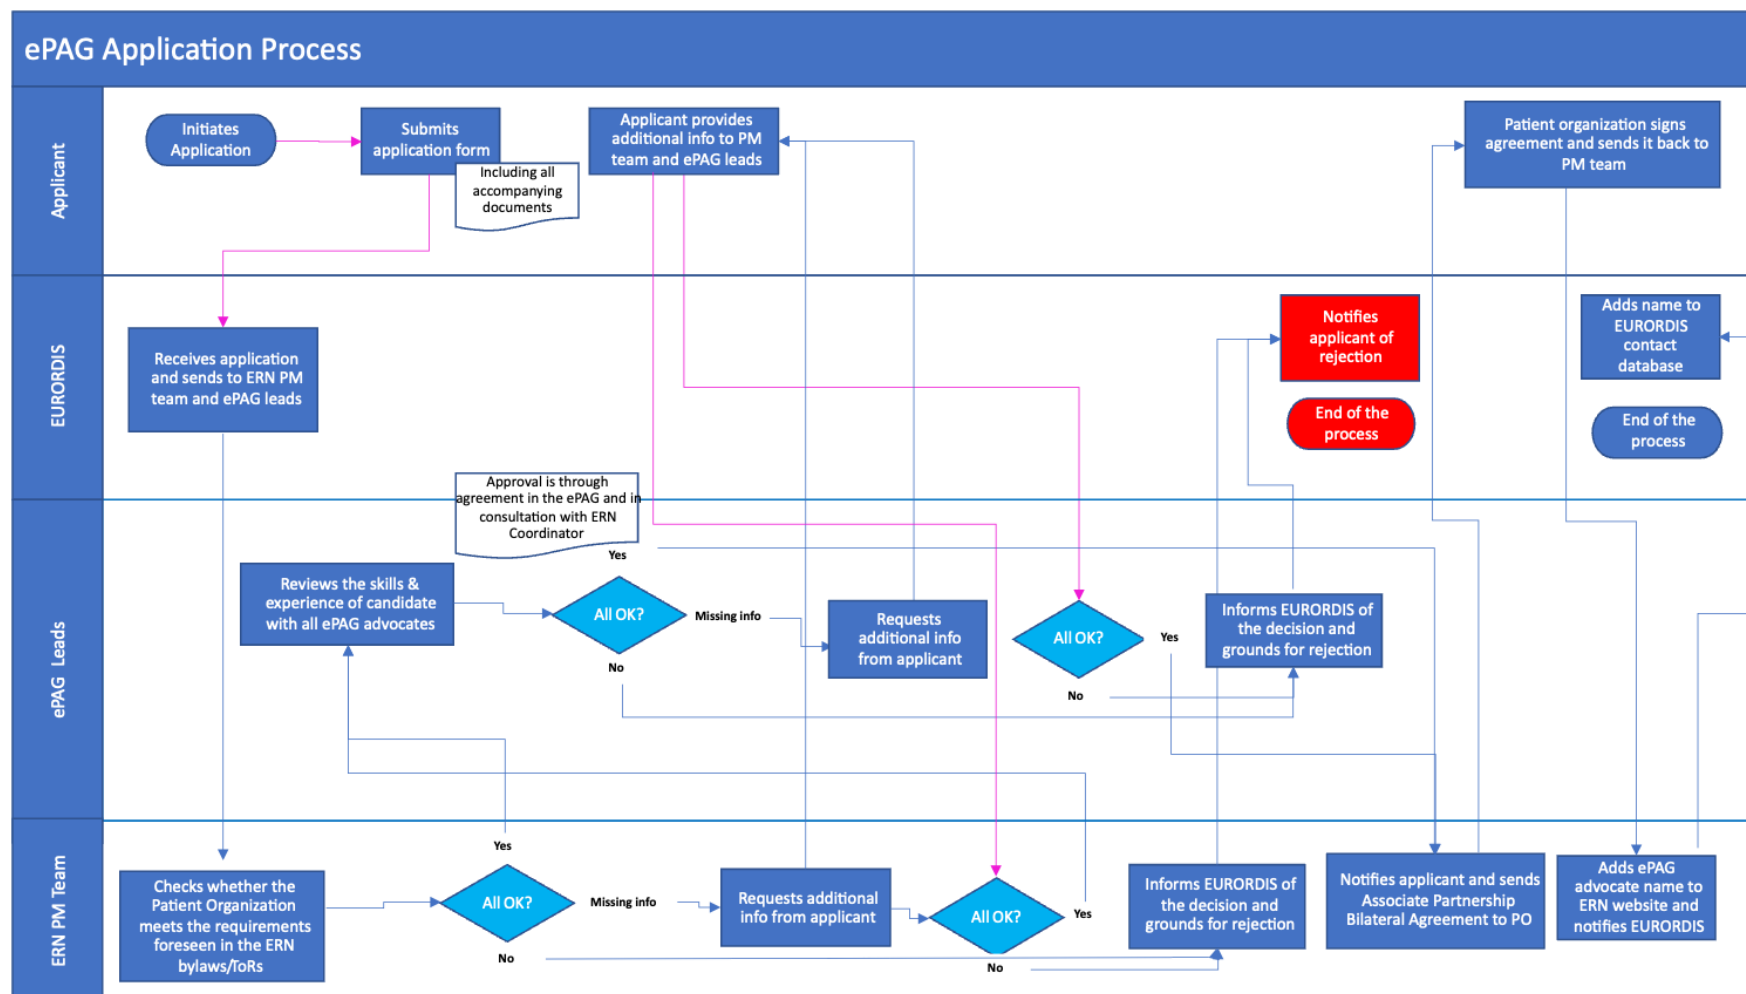 ePAG Application Process
Applicant
Initiates
Application
Submits
application form
Including all
accompanying
documents
Applicant provides
additional info to PM
team and ePAG leads
Patient organization signs
agreement and sends it back to
PM team
EURORDIS
Receives application
and sends to ERN PM
team and ePAG leads
Notifies
applicant of
rejection
End of the
process
Adds name to
EURORDIS
contact
database
End of the
process
ePAG Leads
Approval is through
agreement in the ePAG and in
consultation with ERN
Coordinator
Reviews the skills &
experience of candidate
with all ePAG advocates
Yes
All OK?
Missing info
No
Requests
additional info
from applicant
All OK?
Yes
No
Informs EURORDIS of
the decision and
grounds for rejection
ERN PM Team
Checks whether the
Patient Organization
meets the requirements
foreseen in the ERN
bylaws/ToRs
Yes
All OK?
Missing info
No
Requests additional
info from applicant
All OK?
Yes
No
Informs EURORDIS of
the decision and
grounds for rejection
Notifies applicant and sends
Associate Partnership
Bilateral Agreement to PO
Adds ePAG
advocate name to
ERN website and
notifies EURORDIS